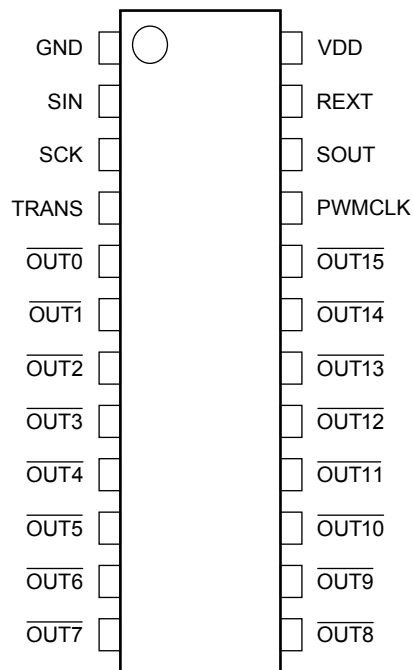 GND VDD
SIN REXT
SCK SOUT
TRANS PWMCLK
OUT0 OUT15
OUT1 OUT14
OUT2 OUT13
OUT3 OUT12
OUT4 OUT11
OUT5 OUT10
OUT6 OUT9
OUT7 OUT8